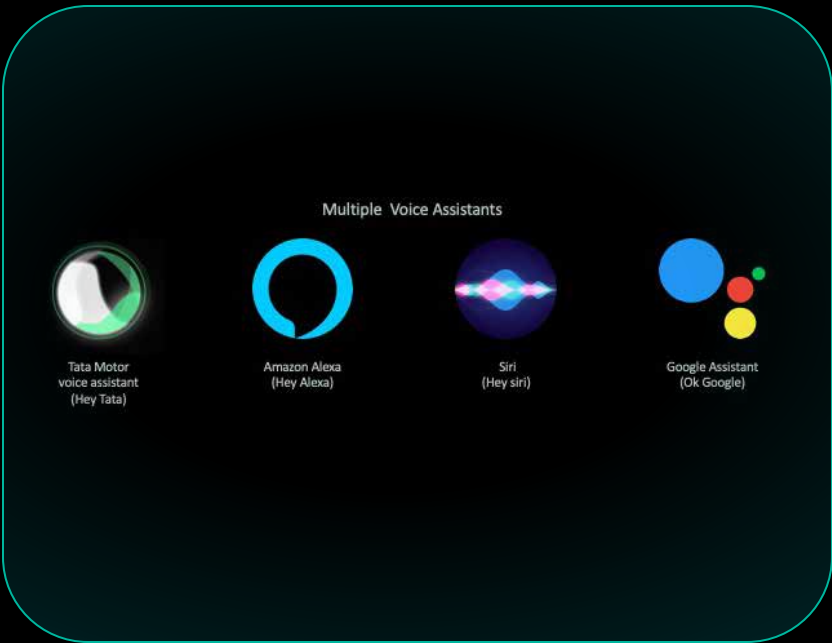 Multiple Voice Assistants
Tata Motor
voice assistant
(Hey Tata)
Amazon Alexa
(Hey Alexa)
Siri
(Hey siri)
Google Assistant
(Ok Google)